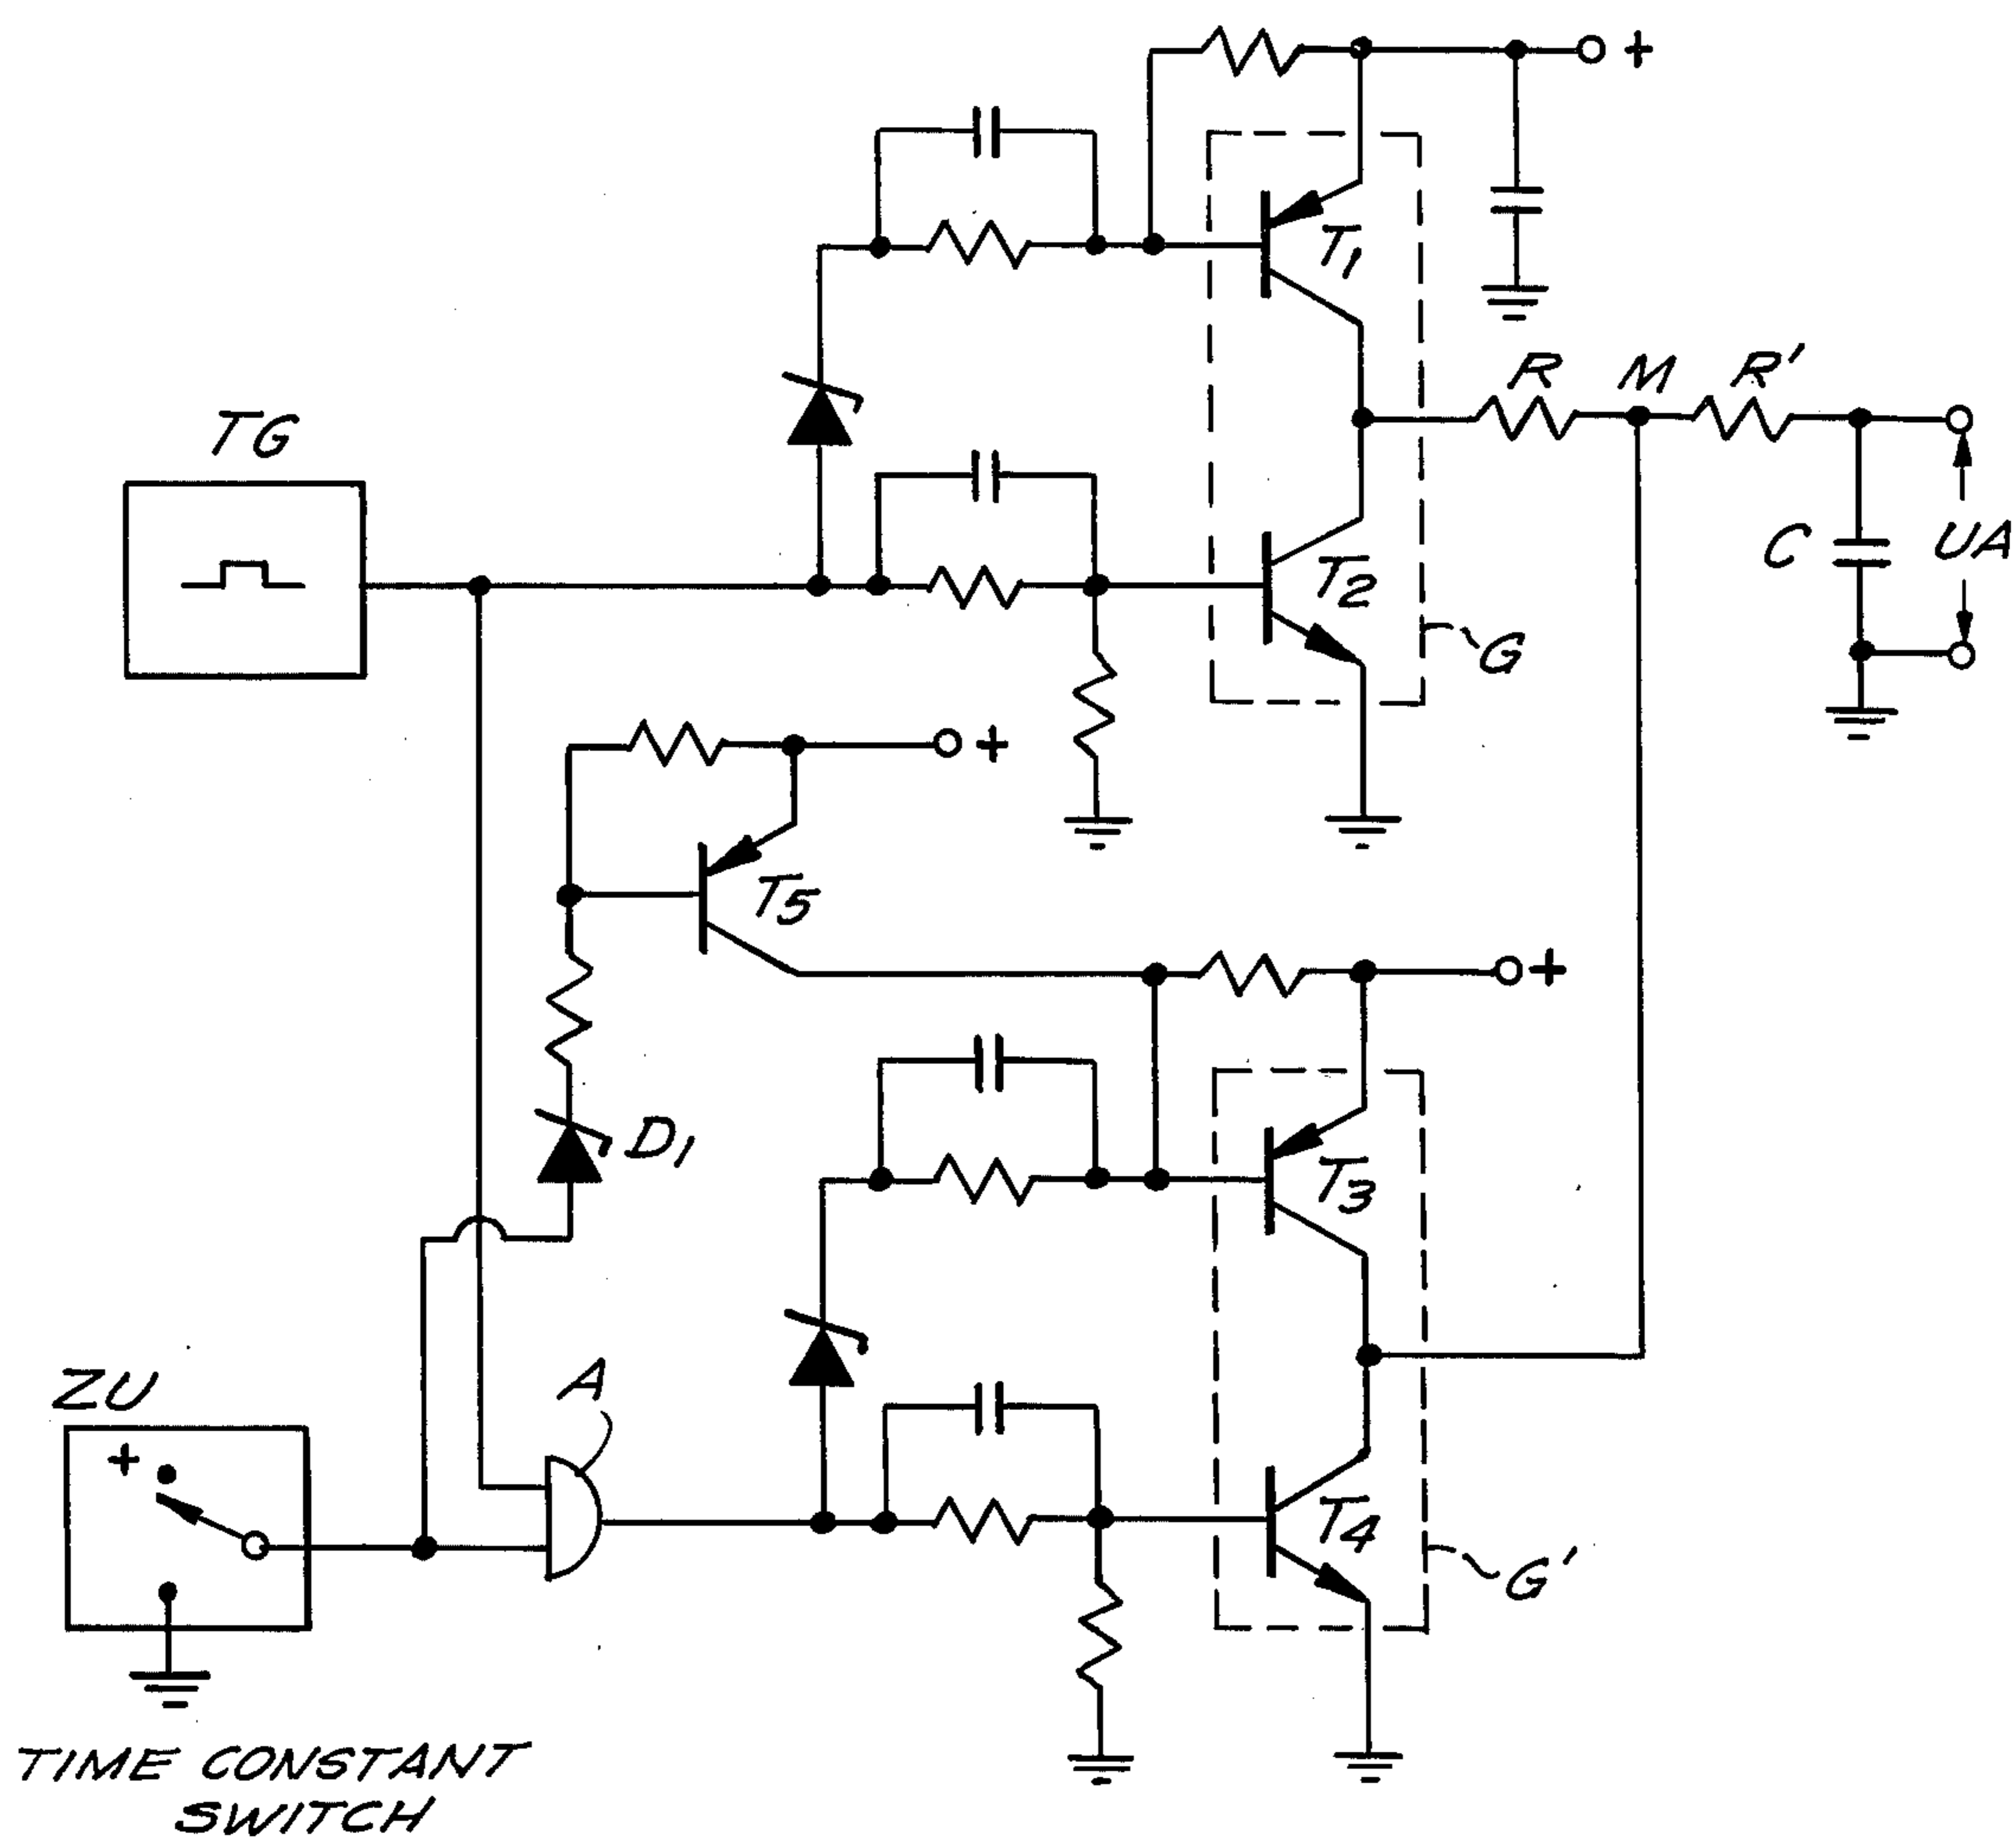 +
T1
R M R'
TG
C UA
T2
G
+
T5
+
D1
T3
ZU
A
+
T4
G'
TIME CONSTANT
SWITCH